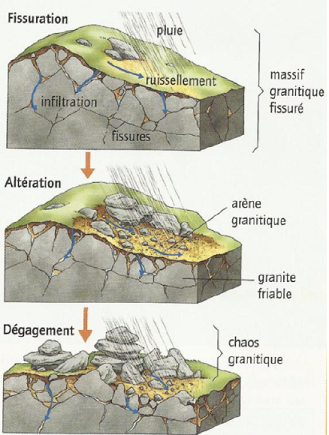 Fissuration
pluie
ruissellement
infiltration
fissures
massif
granitique
fissuré
Altération
arène
granitique
granite
friable
Dégagement
chaos
granitique